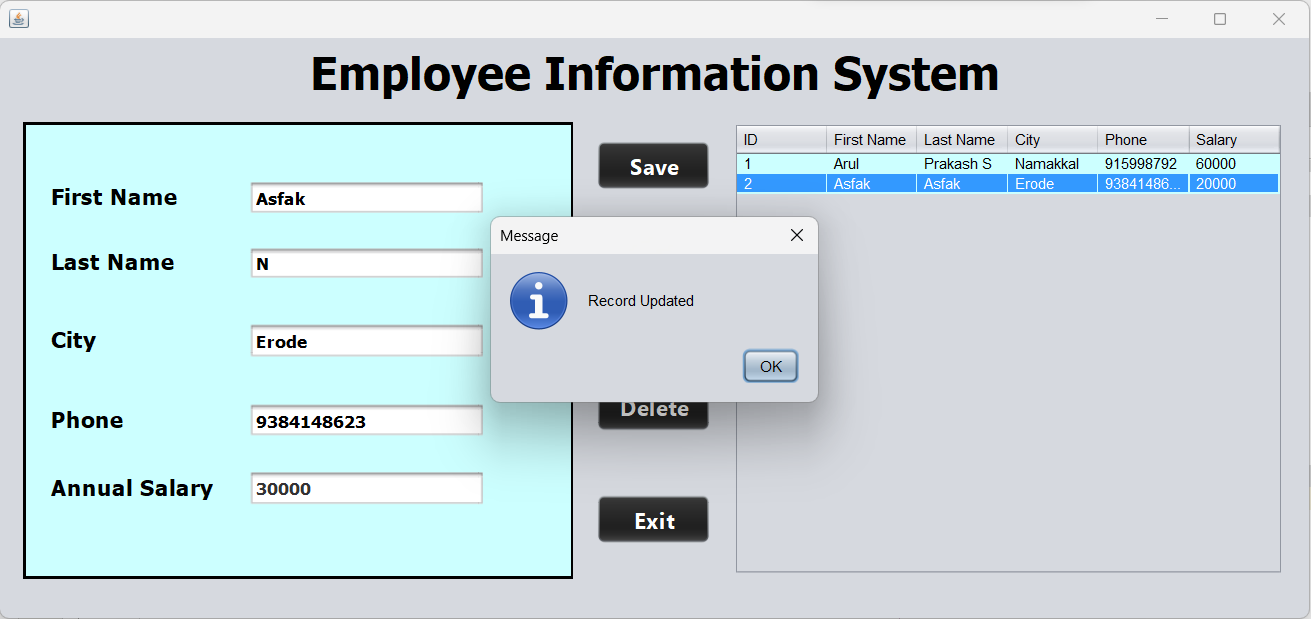 Employee Information System
First Name Asfak
Last Name N
City Erode
Phone 9384148623
Annual Salary 30000
Save
Delete
Exit
Message
Record Updated
OK
ID First Name Last Name City Phone Salary
1 Arul Prakash S Namakkal 915998792 60000
2 Asfak Asfak Erode 93841486... 20000